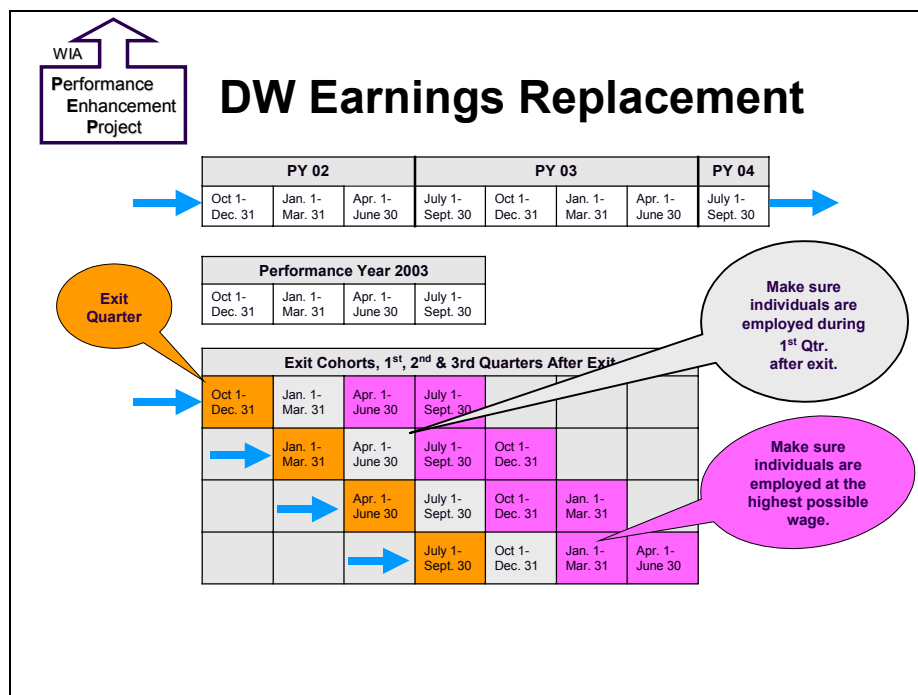 WIA
Performance
Enhancement
Project
DW Earnings Replacement
PY 02 PY 03 PY 04
Oct 1- Jan. 1- Apr. 1- July 1- Oct 1- Jan. 1- Apr. 1- July 1-
Dec. 31 Mar. 31 June 30 Sept. 30 Dec. 31 Mar. 31 June 30 Sept. 30
Performance Year 2003
Oct 1- Jan. 1- Apr. 1- July 1-
Dec. 31 Mar. 31 June 30 Sept. 30
Exit
Quarter
Make sure
individuals are
employed during
1st Qtr.
after exit.
Exit Cohorts, 1st, 2nd & 3rd Quarters After Exit
Oct 1- Jan. 1- Apr. 1- July 1-
Dec. 31 Mar. 31 June 30 Sept. 30
Jan. 1- Apr. 1- July 1- Oct 1-
Mar. 31 June 30 Sept. 30 Dec. 31
Apr. 1- July 1- Oct 1- Jan. 1-
June 30 Sept. 30 Dec. 31 Mar. 31
July 1- Oct 1- Jan. 1- Apr. 1-
Sept. 30 Dec. 31 Mar. 31 June 30
Make sure
individuals are
employed at the
highest possible
wage.